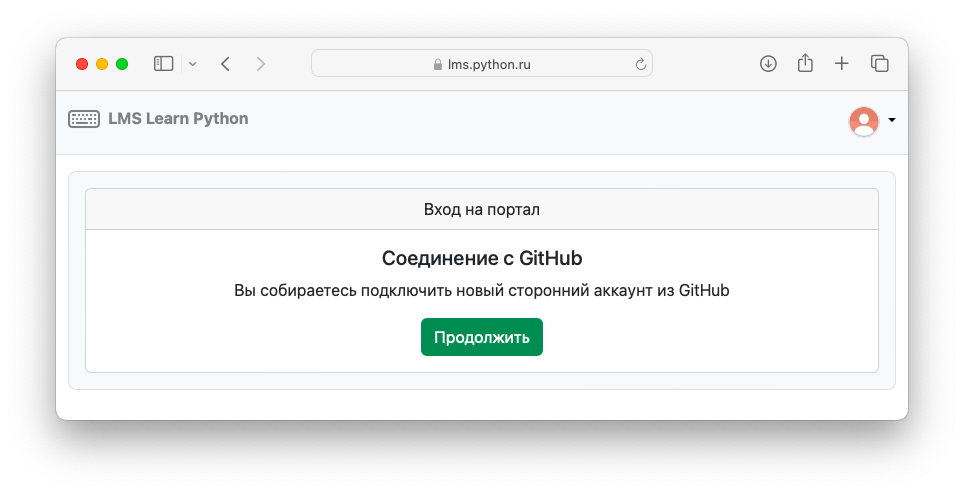 lms.python.ru
LMS Learn Python
Вход на портал
Соединение с GitHub
Вы собираетесь подключить новый сторонний аккаунт из GitHub
Продолжить